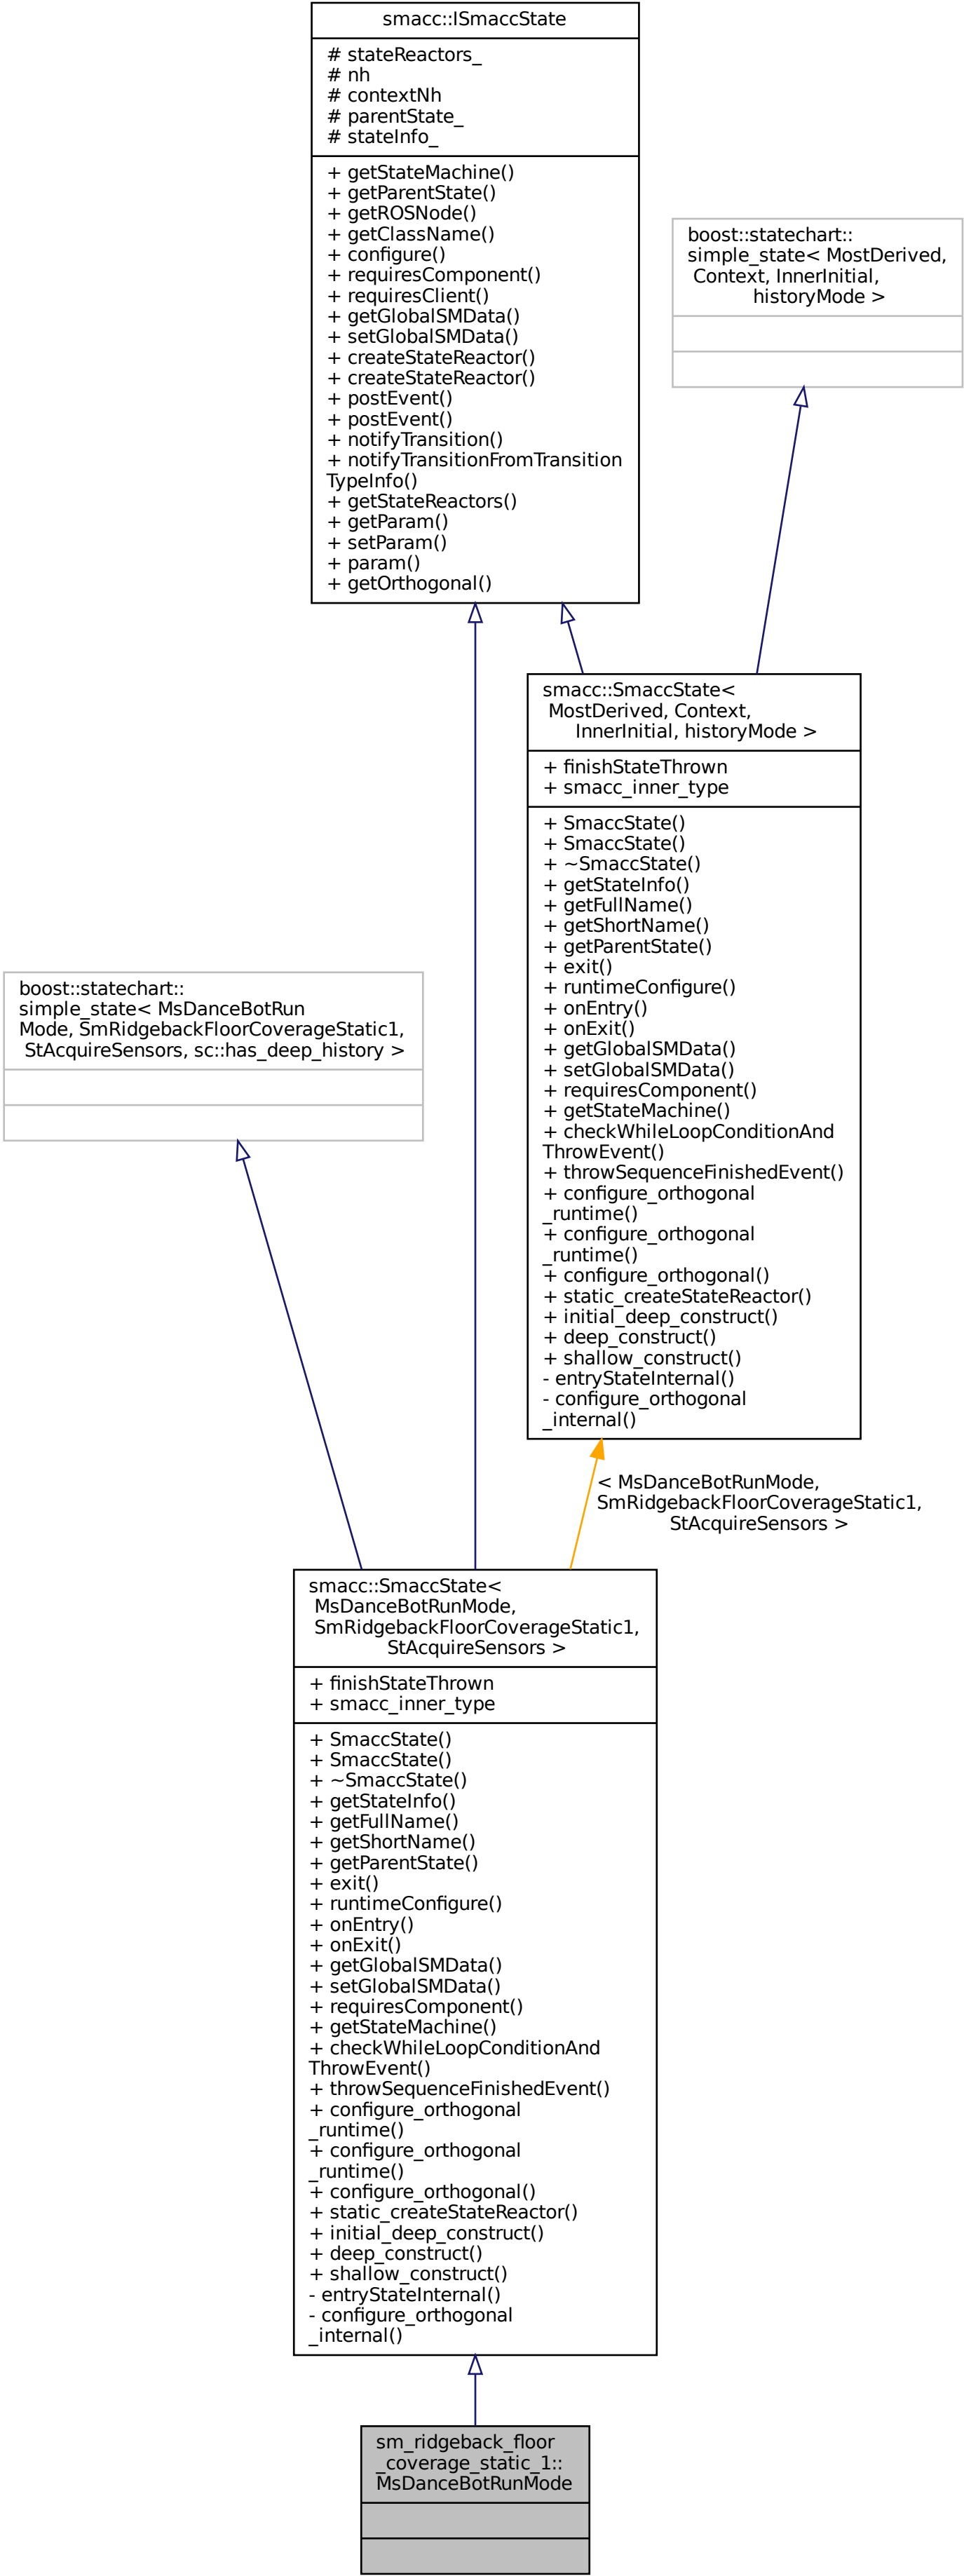 smacc::ISmaccState
# stateReactors_
# nh
# contextNh
# parentState_
# stateInfo_
+ getStateMachine()
+ getParentState()
+ getROSNode()
+ getClassName()
+ configure()
+ requiresComponent()
+ requiresClient()
+ getGlobalSMData()
+ setGlobalSMData()
+ createStateReactor()
+ createStateReactor()
+ postEvent()
+ postEvent()
+ notifyTransition()
+ notifyTransitionFromTransition
TypeInfo()
+ getStateReactors()
+ getParam()
+ setParam()
+ param()
+ getOrthogonal()
boost::statechart::
simple_state< MostDerived,
Context, InnerInitial,
historyMode >
smacc::SmaccState<
MostDerived, Context,
InnerInitial, historyMode >
+ finishStateThrown
+ smacc_inner_type
+ SmaccState()
+ SmaccState()
+ ~SmaccState()
+ getStateInfo()
+ getFullName()
+ getShortName()
+ getParentState()
+ exit()
+ runtimeConfigure()
+ onEntry()
+ onExit()
+ getGlobalSMData()
+ setGlobalSMData()
+ requiresComponent()
+ getStateMachine()
+ checkWhileLoopConditionAnd
ThrowEvent()
+ throwSequenceFinishedEvent()
+ configure_orthogonal
_runtime()
+ configure_orthogonal
_runtime()
+ configure_orthogonal()
+ static_createStateReactor()
+ initial_deep_construct()
+ deep_construct()
+ shallow_construct()
- entryStateInternal()
- configure_orthogonal
_internal()
boost::statechart::
simple_state< MsDanceBotRun
Mode, SmRidgebackFloorCoverageStatic1,
StAcquireSensors, sc::has_deep_history >
< MsDanceBotRunMode,
SmRidgebackFloorCoverageStatic1,
StAcquireSensors >
smacc::SmaccState<
MsDanceBotRunMode,
SmRidgebackFloorCoverageStatic1,
StAcquireSensors >
+ finishStateThrown
+ smacc_inner_type
+ SmaccState()
+ SmaccState()
+ ~SmaccState()
+ getStateInfo()
+ getFullName()
+ getShortName()
+ getParentState()
+ exit()
+ runtimeConfigure()
+ onEntry()
+ onExit()
+ getGlobalSMData()
+ setGlobalSMData()
+ requiresComponent()
+ getStateMachine()
+ checkWhileLoopConditionAnd
ThrowEvent()
+ throwSequenceFinishedEvent()
+ configure_orthogonal
_runtime()
+ configure_orthogonal
_runtime()
+ configure_orthogonal()
+ static_createStateReactor()
+ initial_deep_construct()
+ deep_construct()
+ shallow_construct()
- entryStateInternal()
- configure_orthogonal
_internal()
sm_ridgeback_floor
_coverage_static_1::
MsDanceBotRunMode